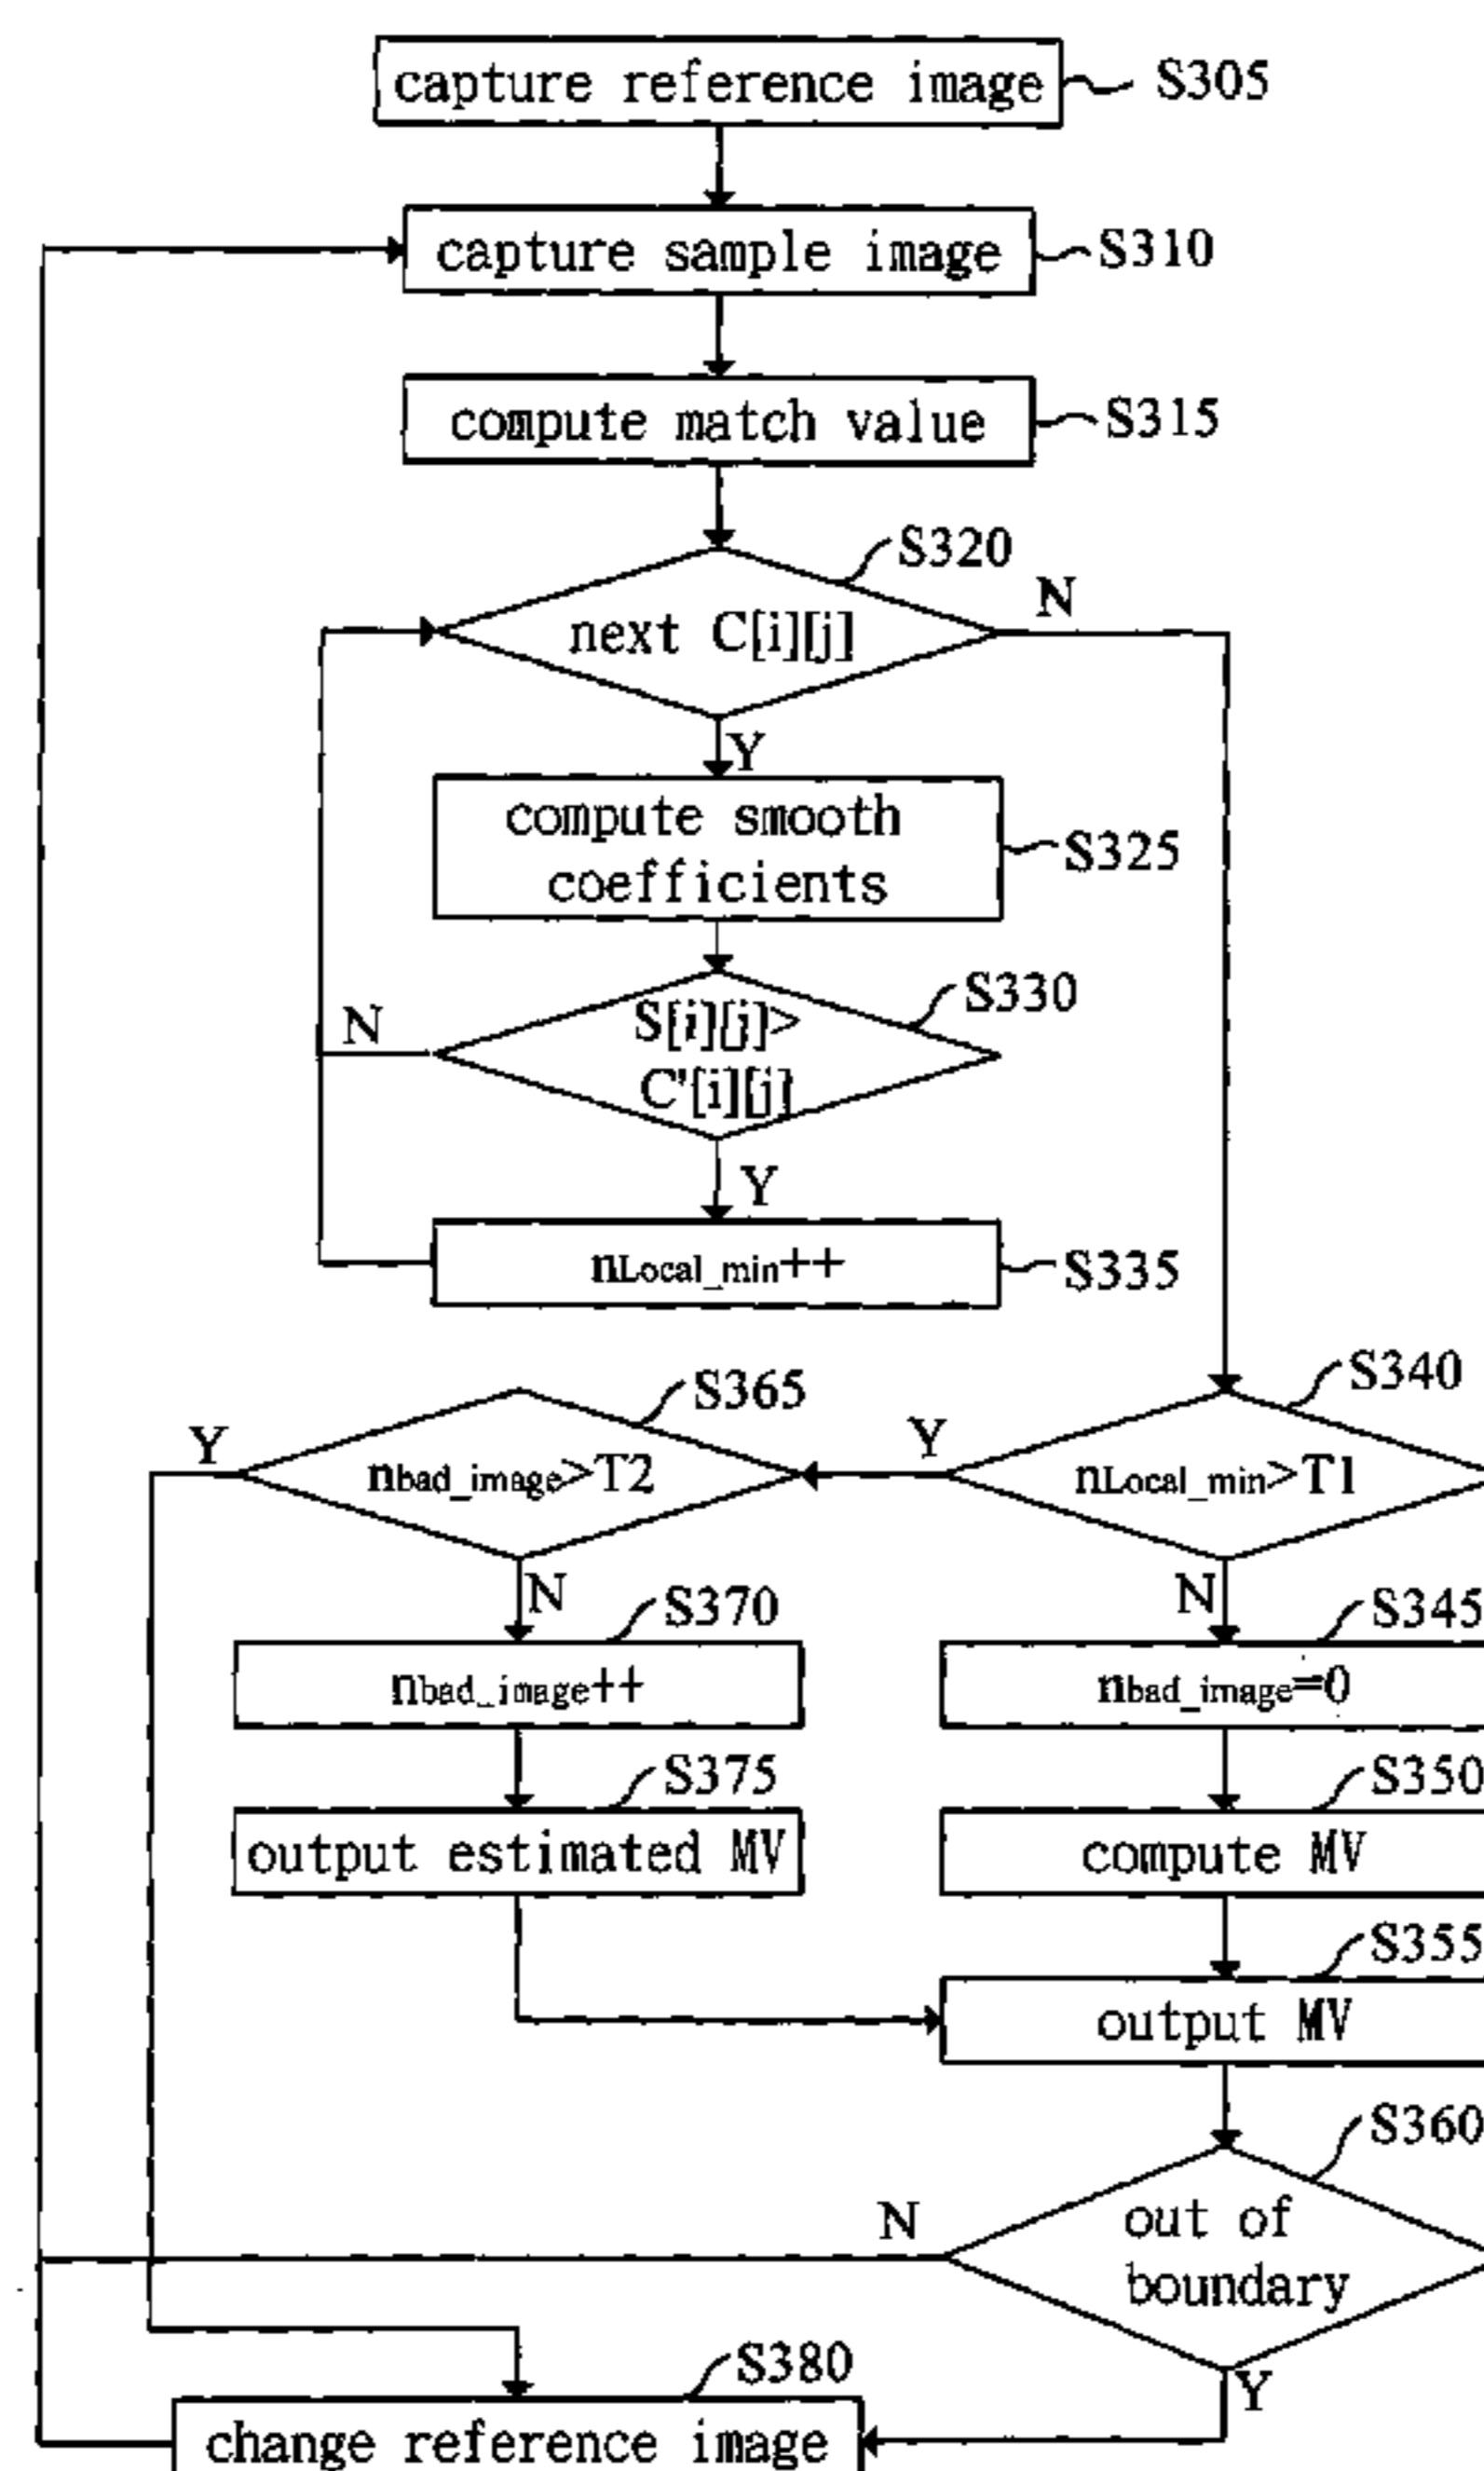 capture reference image
S305
capture sample image
S310
compute match value
S315
S320
next C[i][j]
N
Y
compute smooth
coefficients
S325
S330
S[i][j]>
C'[i][j]
N
Y
nLocal_min++
S335
S340
nLocal_min>T1
Y
N
S365
nbad_image>T2
Y
N
S370
nbad_image++
S345
nbad_image=0
S375
output estimated MV
S350
compute MV
S355
output MV
S360
out of
boundary
N
Y
S380
change reference image